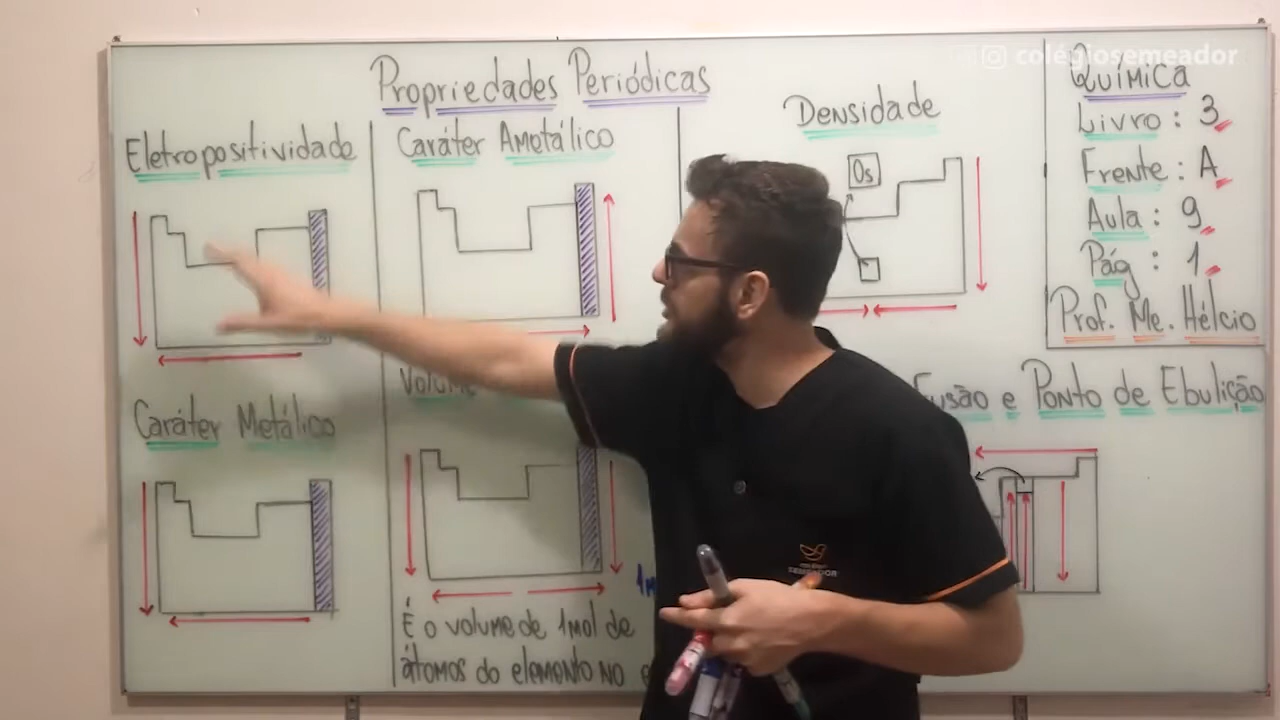 colégiosemeador
Propriedades Periódicas
Eletropositividade
Caráter Ametálico
Densidade
Os
Química
Livro: 3
Frente: A
Aula: 9
Pág: 1
Prof. Me. Hélcio
Caráter Metálico
Volume
e Ponto de Ebulição
É o volume de 1mol de
átomos do elemento no
SEMEADOR